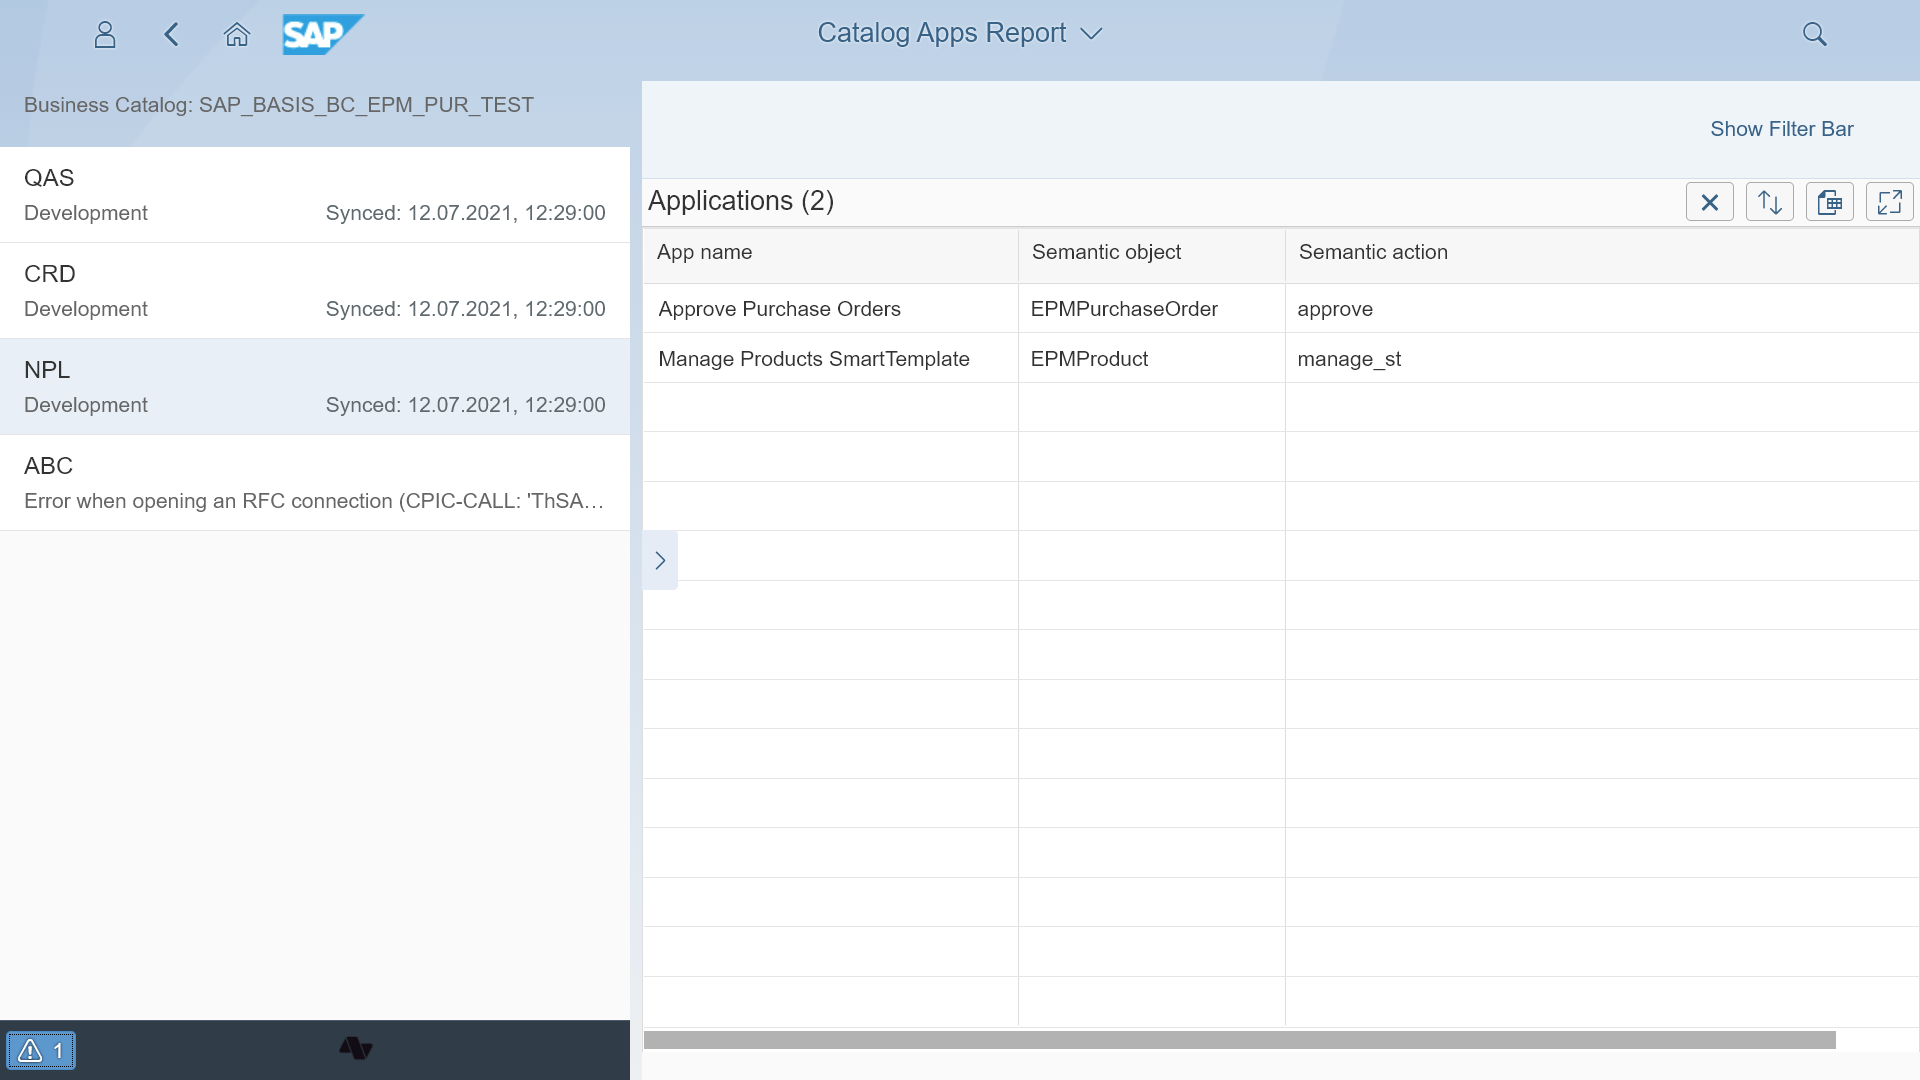 SAP
Catalog Apps Report
Business Catalog: SAP_BASIS_BC_EPM_PUR_TEST
QAS
Development Synced: 12.07.2021, 12:29:00
CRD
Development Synced: 12.07.2021, 12:29:00
NPL
Development Synced: 12.07.2021, 12:29:00
ABC
Error when opening an RFC connection (CPIC-CALL: 'ThSA…
1
Show Filter Bar
Applications (2)
App name Semantic object Semantic action
Approve Purchase Orders EPMPurchaseOrder approve
Manage Products SmartTemplate EPMProduct manage_st